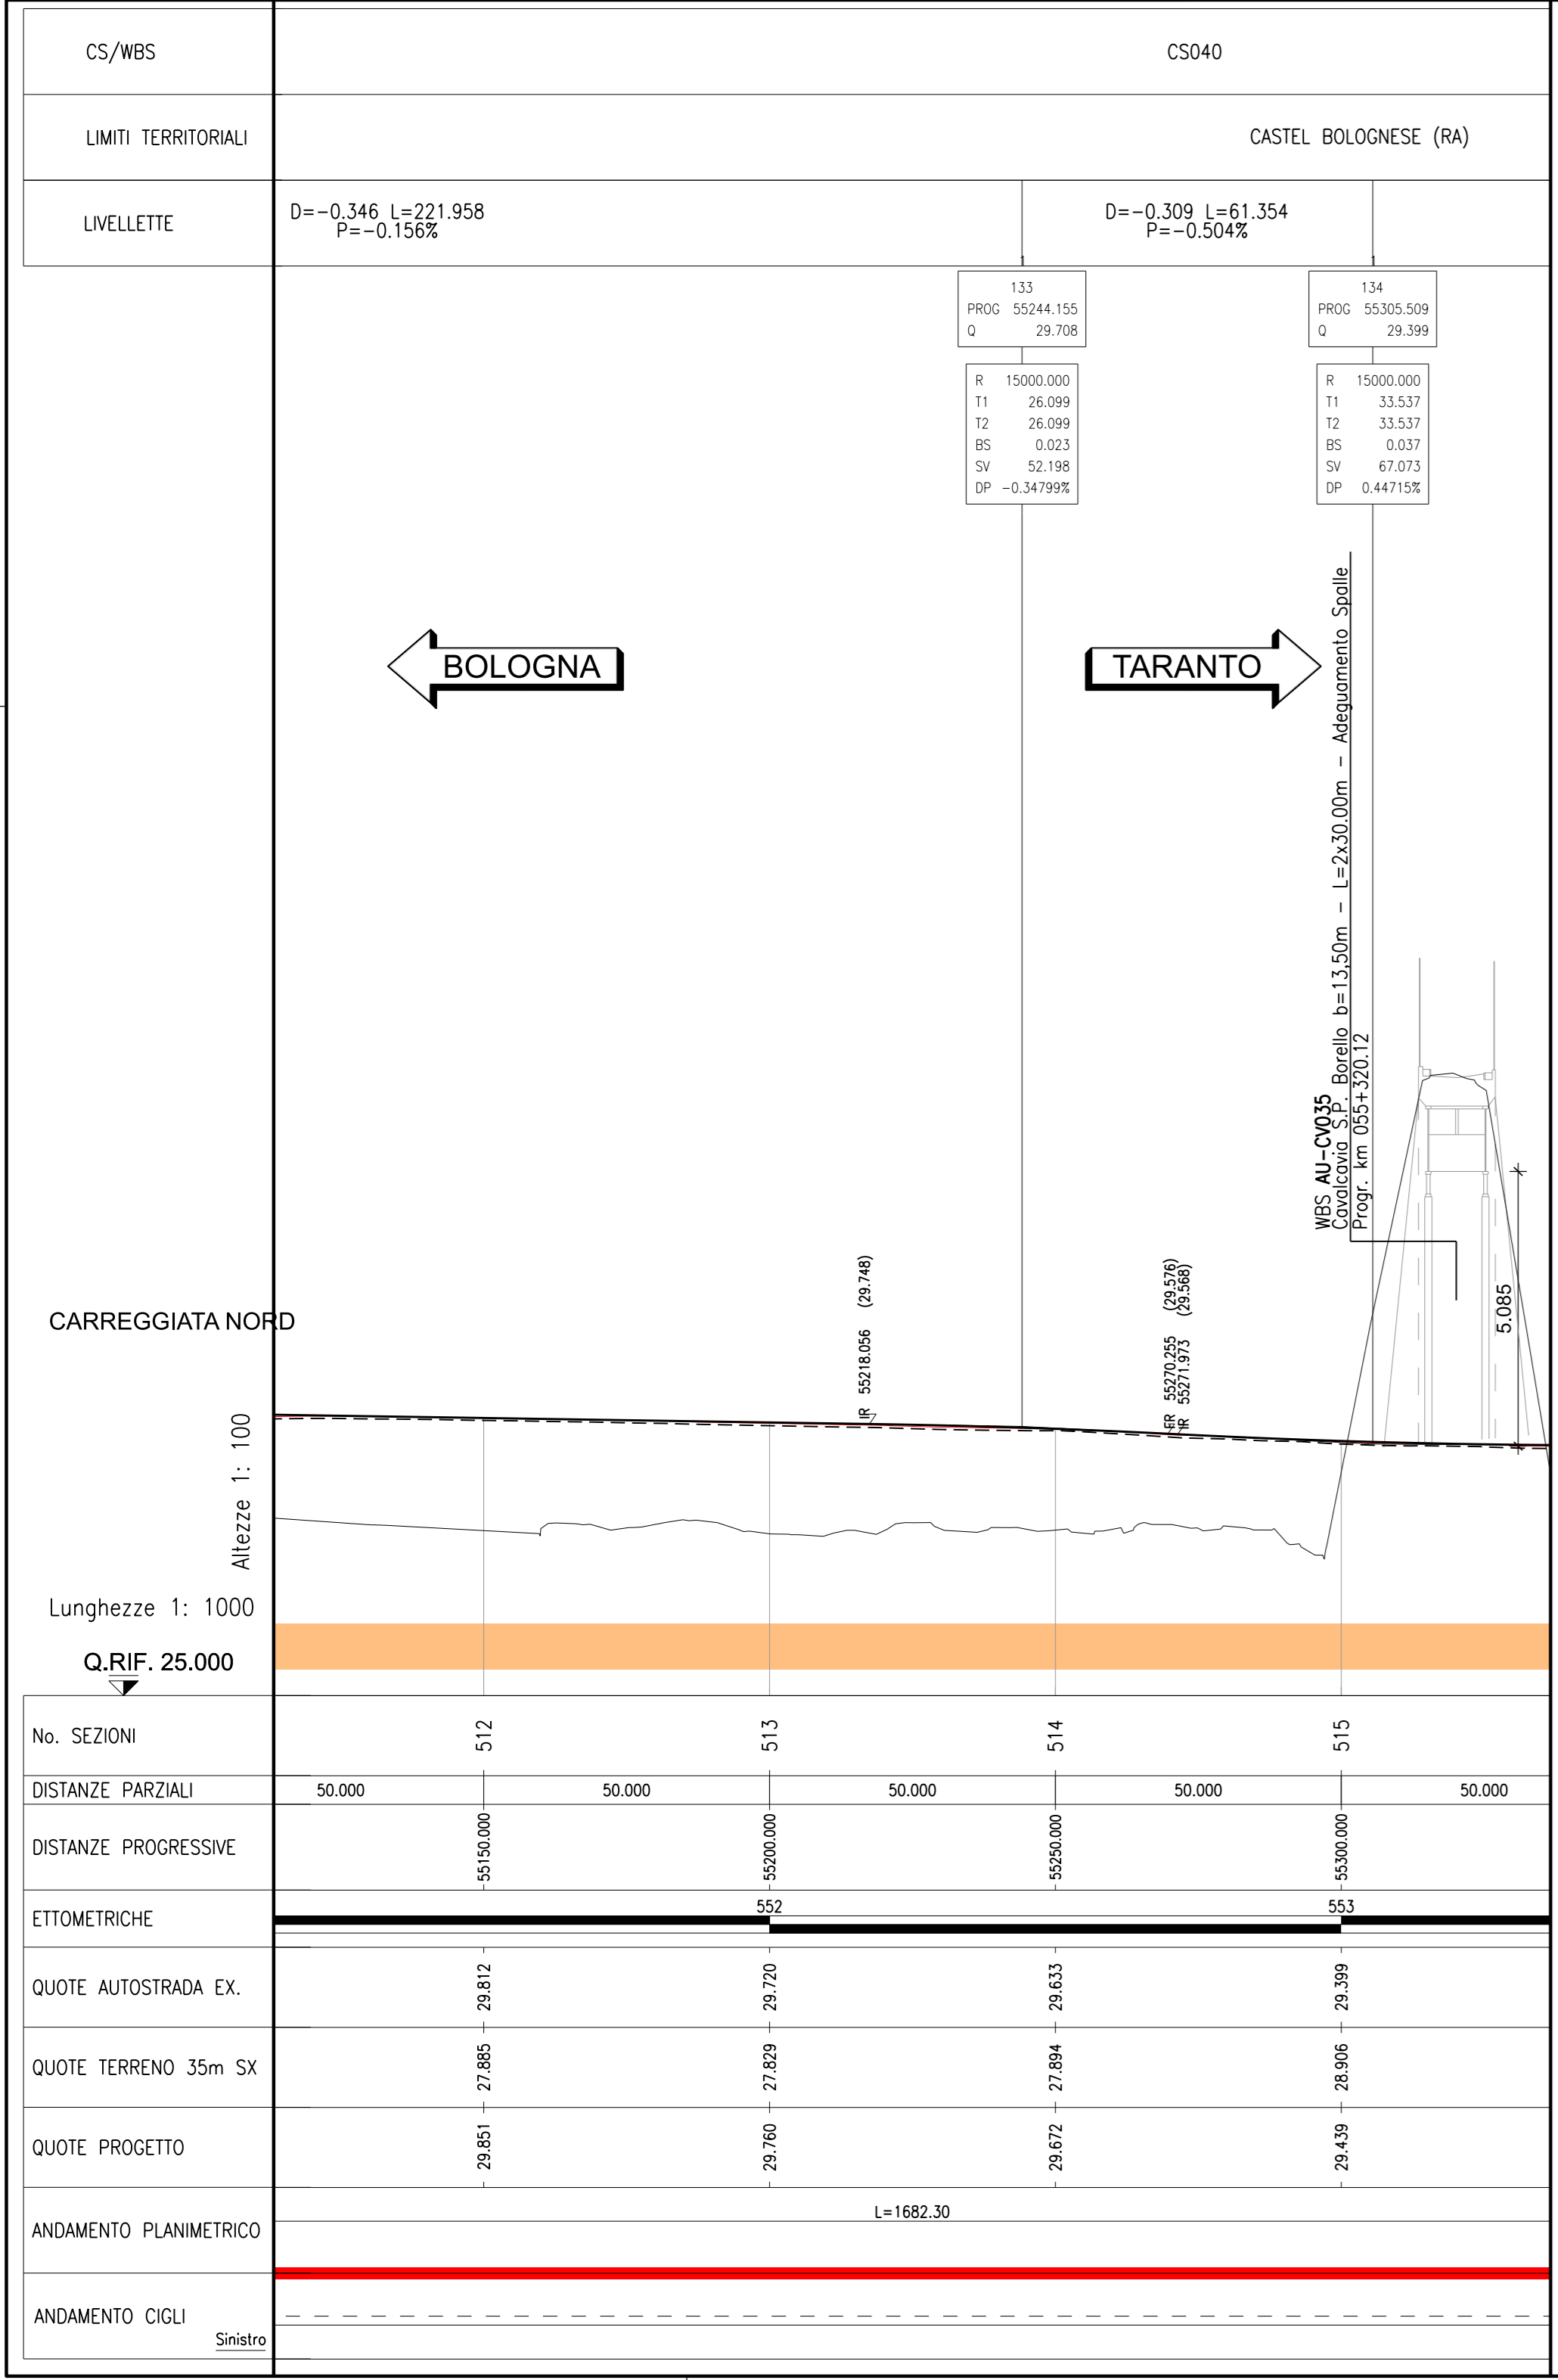 CS/WBS
CS040
LIMITI TERRITORIALI
CASTEL BOLOGNESE (RA)
LIVELLETTE
D=-0.346 L=221.958
P=-0.156%
D=-0.309 L=61.354
P=-0.504%
1
1
133
PROG 55244.155
Q 29.708
134
PROG 55305.509
Q 29.399
R 15000.000
T1 26.099
T2 26.099
BS 0.023
SV 52.198
DP -0.34799%
R 15000.000
T1 33.537
T2 33.537
BS 0.037
SV 67.073
DP 0.44715%
BOLOGNA
TARANTO
WBS AU-CV035
Cavalcavia S.P. Borello b=13,50m - L=2x30.00m - Adeguamento Spalle
Progr. km 055+320.12
5.085
IR 55218.056 (29.748)
FR 55270.255 (29.576)
IR 55271.973 (29.568)
CARREGGIATA NORD
Altezze 1: 100
Lunghezze 1: 1000
Q.RIF. 25.000
No. SEZIONI
512
513
514
515
DISTANZE PARZIALI
50.000
50.000
50.000
50.000
50.000
DISTANZE PROGRESSIVE
55150.000
55200.000
55250.000
55300.000
ETTOMETRICHE
552
553
QUOTE AUTOSTRADA EX.
29.812
29.720
29.633
29.399
QUOTE TERRENO 35m SX
27.885
27.829
27.894
28.906
QUOTE PROGETTO
29.851
29.760
29.672
29.439
ANDAMENTO PLANIMETRICO
L=1682.30
ANDAMENTO CIGLI
Sinistro